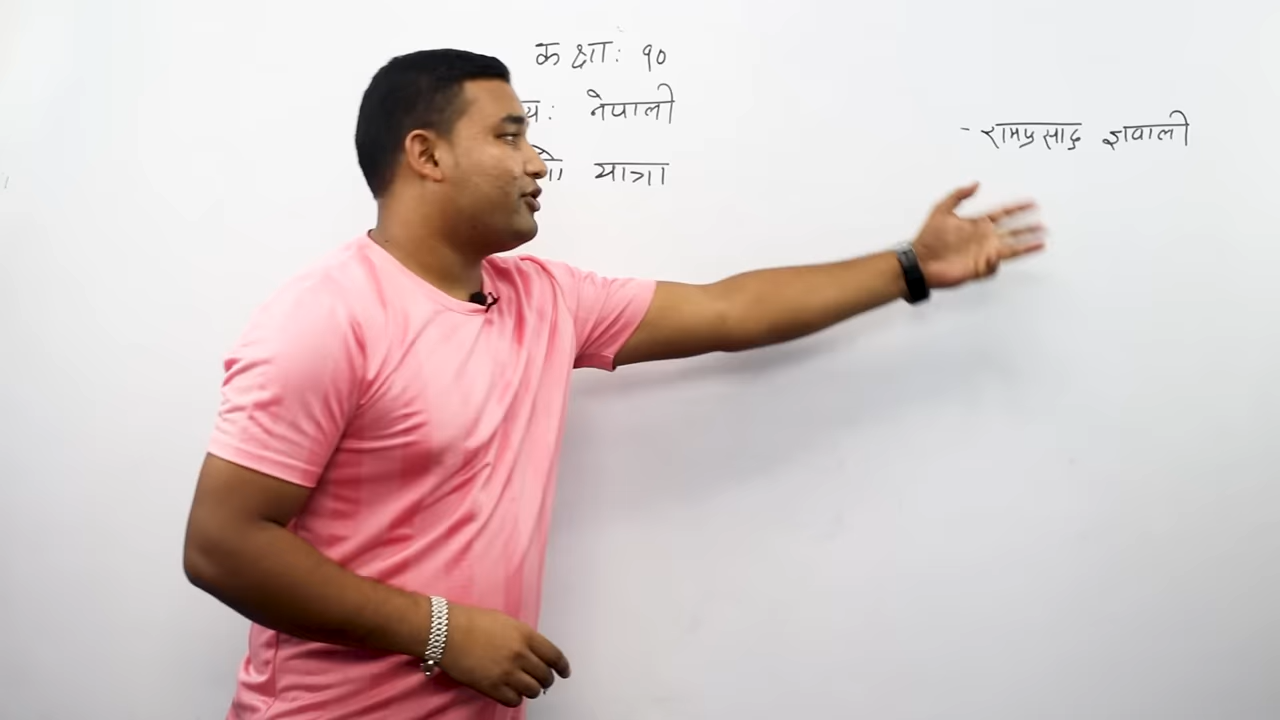 कक्षा: १०
य: नेपाली
यात्रा
- रामप्रसाद ज्ञवाली